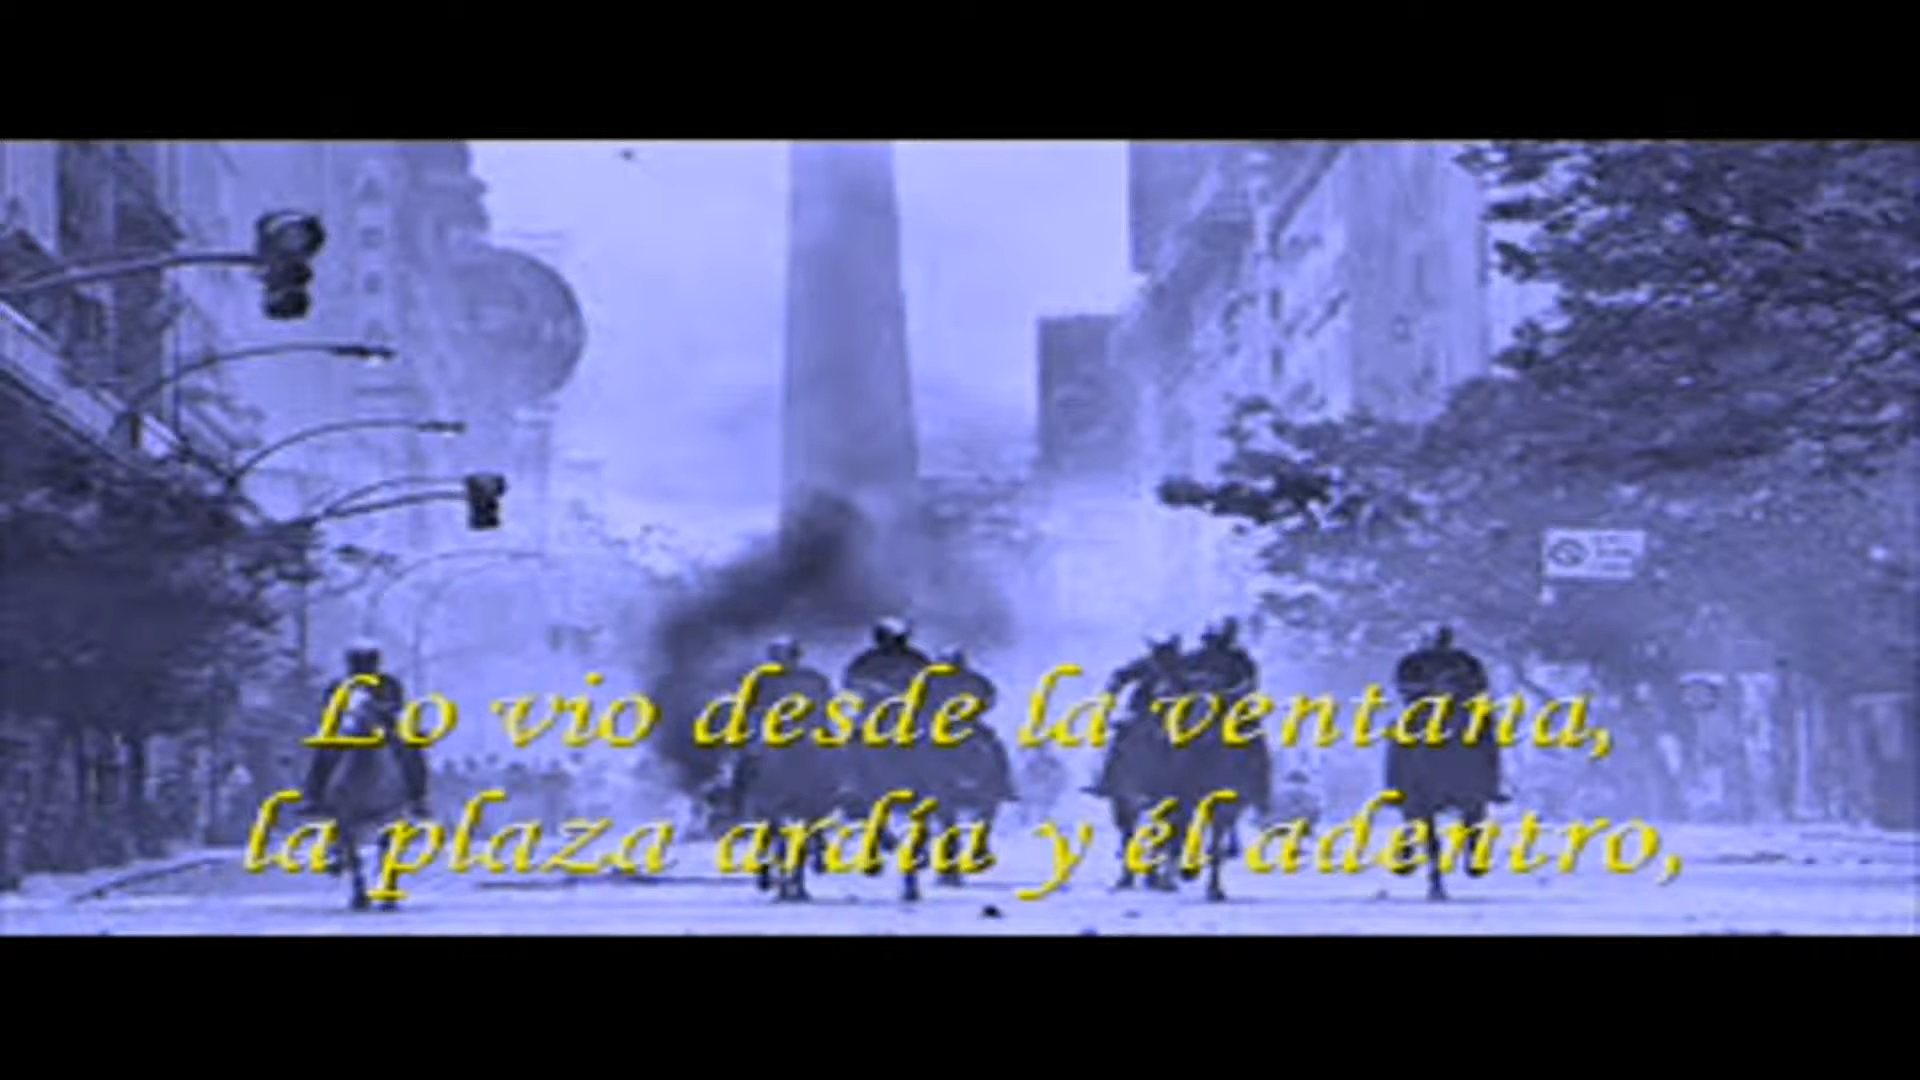 Lo vio desde la ventana,
la plaza ardía y él adentro,